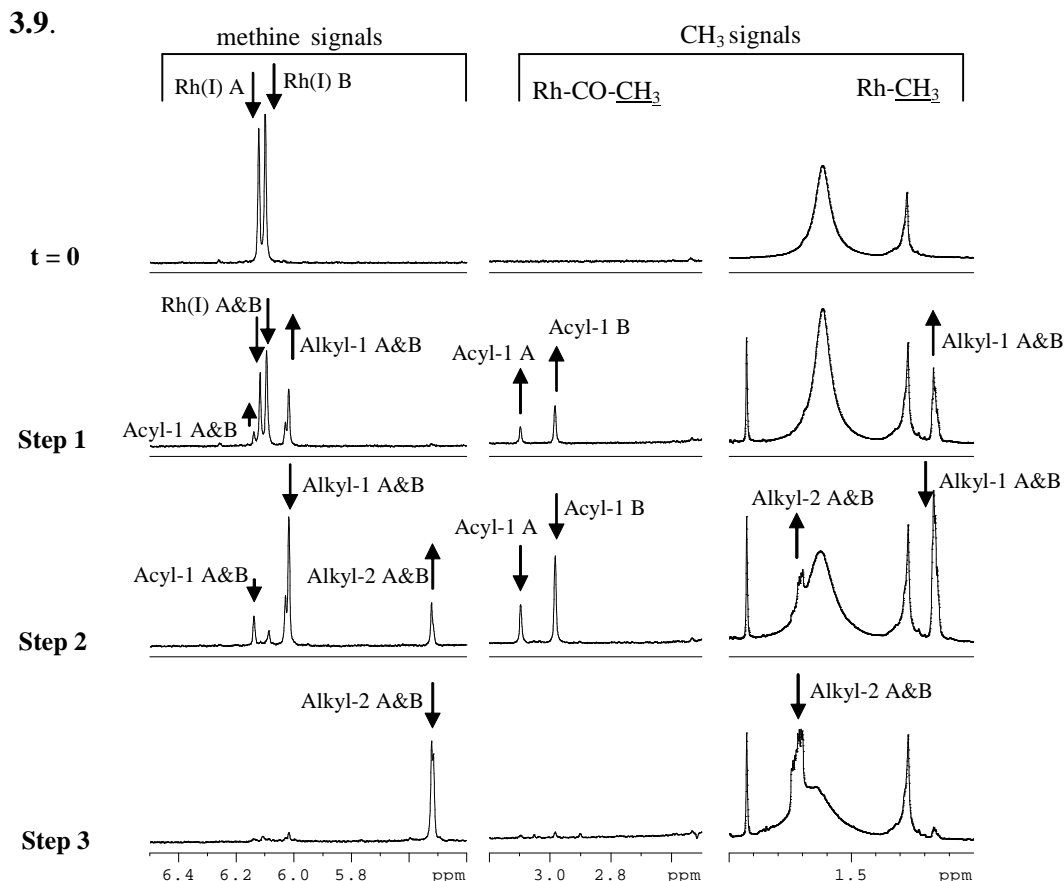 3.9.
methine signals
CH3 signals
Rh(I) A
Rh(I) B
Rh-CO-CH3
Rh-CH3
t = 0
Rh(I) A&B
Alkyl-1 A&B
Acyl-1 A&B
Acyl-1 A
Acyl-1 B
Alkyl-1 A&B
Step 1
Alkyl-1 A&B
Acyl-1 A&B
Alkyl-2 A&B
Acyl-1 A
Acyl-1 B
Alkyl-2 A&B
Alkyl-1 A&B
Step 2
Alkyl-2 A&B
Alkyl-2 A&B
Step 3
6.4 6.2 6.0 5.8 ppm 3.0 2.8 ppm 1.5 ppm